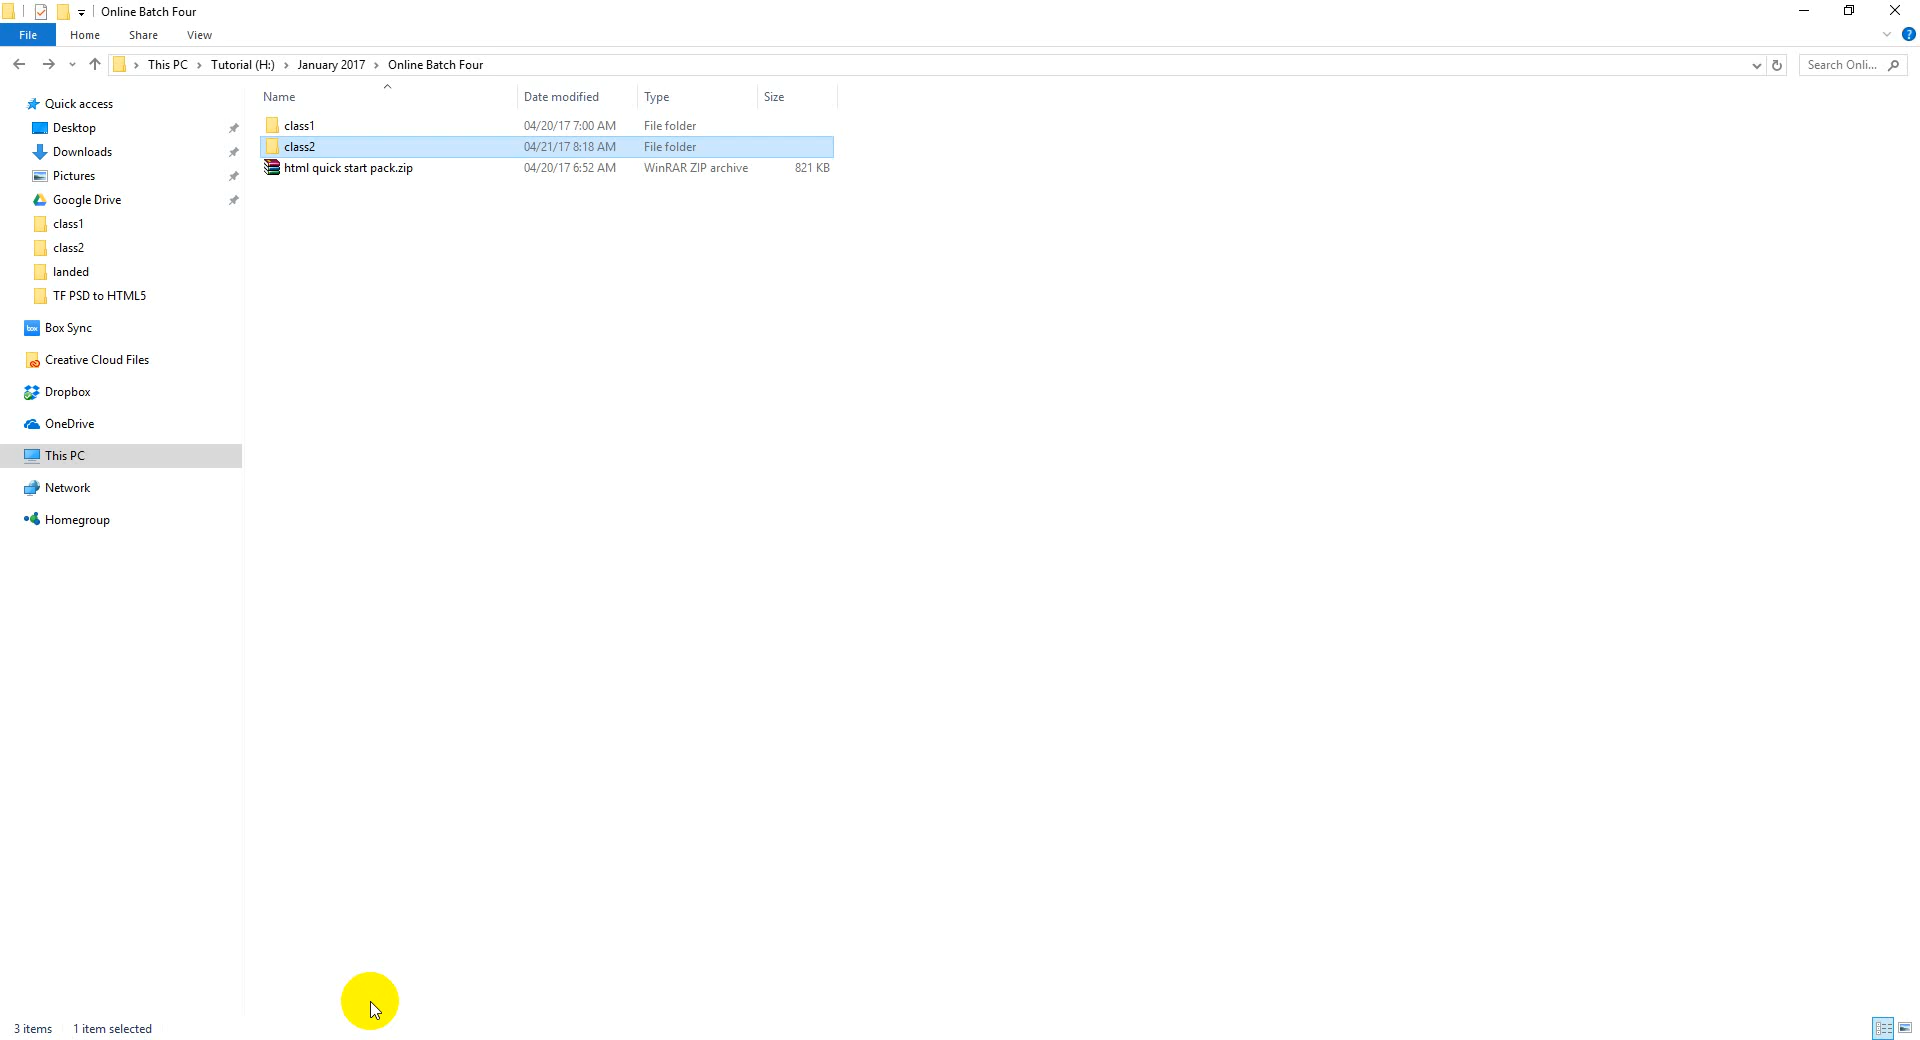 Online Batch Four
File Home Share View
This PC Tutorial (H:) January 2017 Online Batch Four
Search Onli...
Name Date modified Type Size
class1 04/20/17 7:00 AM File folder
class2 04/21/17 8:18 AM File folder
html quick start pack.zip 04/20/17 6:52 AM WinRAR ZIP archive 821 KB
Quick access
Desktop
Downloads
Pictures
Google Drive
class1
class2
landed
TF PSD to HTML5
box Box Sync
Creative Cloud Files
Dropbox
OneDrive
This PC
Network
Homegroup
3 items 1 item selected